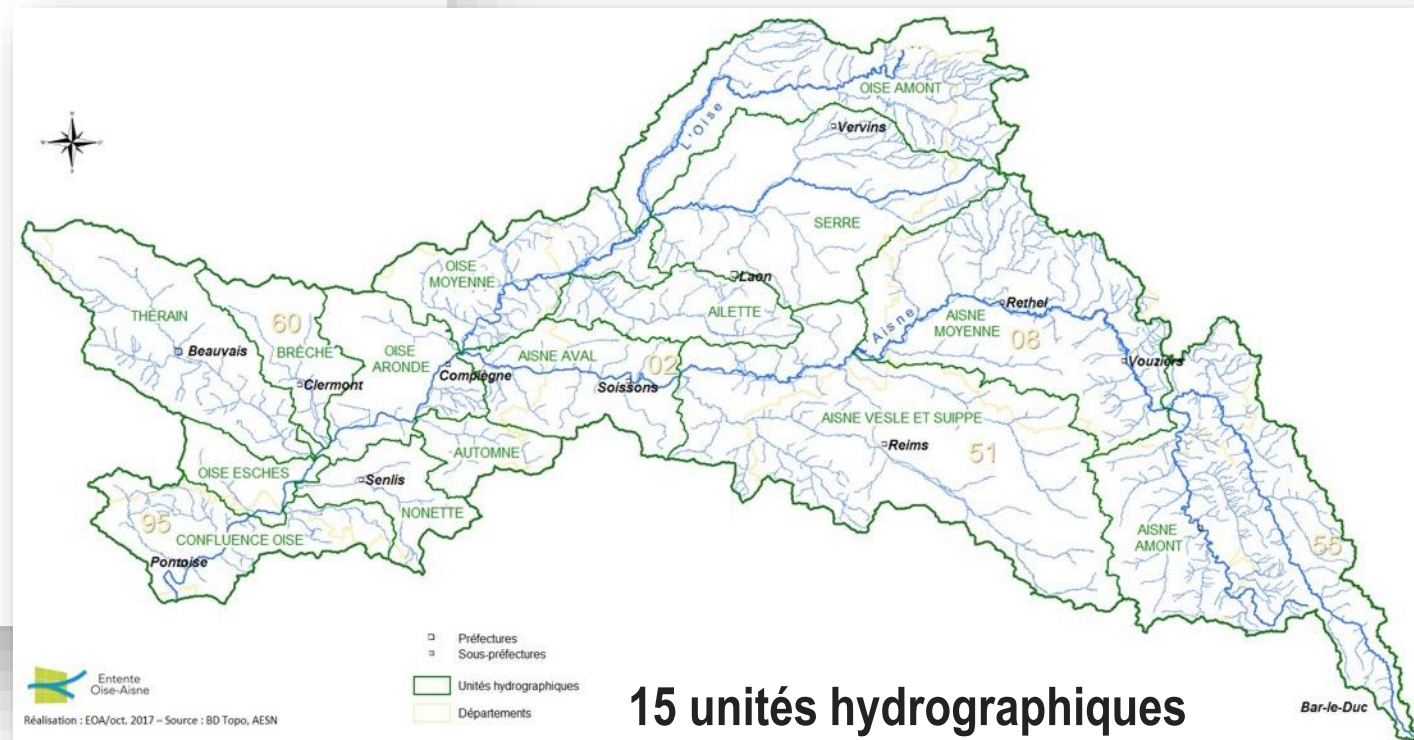 OISE AMONT
L'Oise
Vervins
SERRE
OISE
MOYENNE
Laon
AILETTE
THÉRAIN
60
BRÈCHE
Beauvais
Clermont
OISE
ARONDE
Compiègne
AISNE AVAL
02
Soissons
L'Aisne
Rethel
AISNE
MOYENNE
08
Vouziers
AISNE VESLE ET SUIPPE
Reims
51
AUTOMNE
OISE ESCHES
Senlis
NONETTE
95
CONFLUENCE OISE
Pontoise
AISNE
AMONT
55
Bar-le-Duc
Préfectures
Sous-préfectures
Unités hydrographiques
Départements
Entente
Oise-Aisne
Réalisation : EOA/oct. 2017 – Source : BD Topo, AESN
15 unités hydrographiques